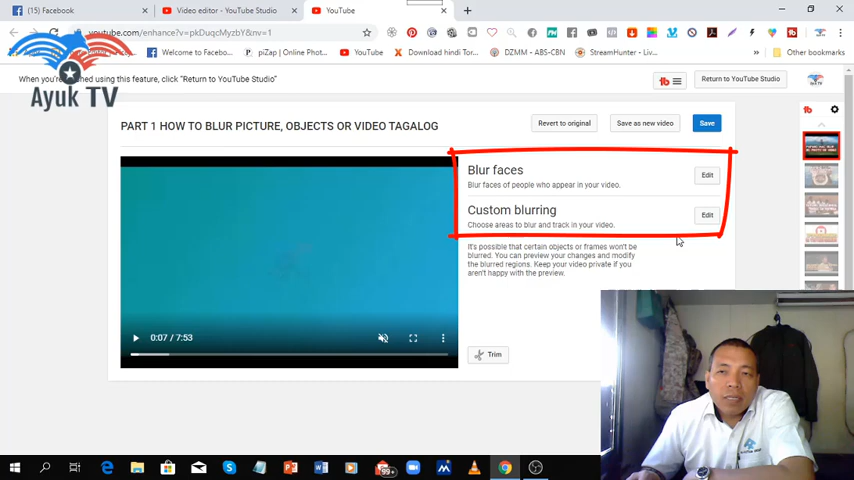 (15) Facebook
Video editor - YouTube Studio
YouTube
youtube.com/enhance?v=pkDuqcMyzbY&nv=1
Welcome to Facebo...
piZap | Online Phot...
YouTube
Download hindi Tor...
DZMM - ABS-CBN
StreamHunter - Liv...
Other bookmarks
When you're finished using this feature, click "Return to YouTube Studio"
Return to YouTube Studio
Ayuk TV
PART 1 HOW TO BLUR PICTURE, OBJECTS OR VIDEO TAGALOG
Revert to original
Save as new video
Save
Blur faces
Edit
Blur faces of people who appear in your video.
Custom blurring
Edit
Choose areas to blur and track in your video.
It's possible that certain objects or frames won't be
blurred. You can preview your changes and modify
the blurred regions. Keep your video private if you
aren't happy with the preview.
0:07 / 7:53
Trim
99+